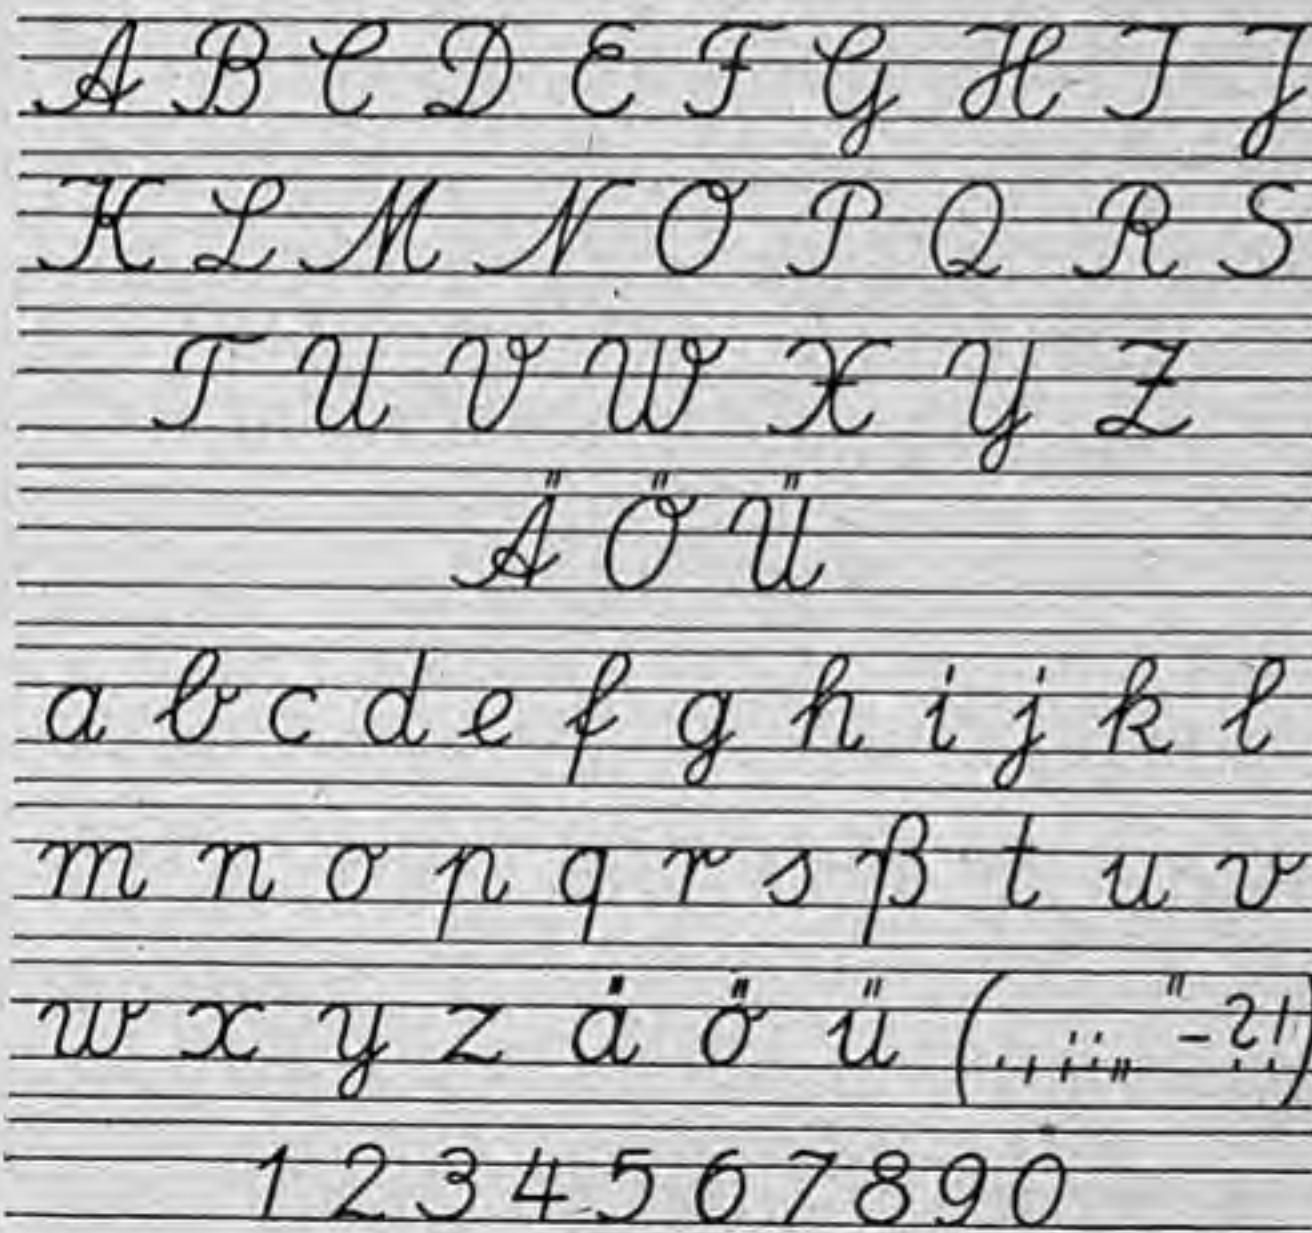 A B C D E F G H I J
K L M N O P Q R S
T U V W X Y Z
Ä Ö Ü
a b c d e f g h i j k l
m n o p q r s ß t u v
w x y z ä ö ü ( . , ; : „ " - ? ! )
1 2 3 4 5 6 7 8 9 0